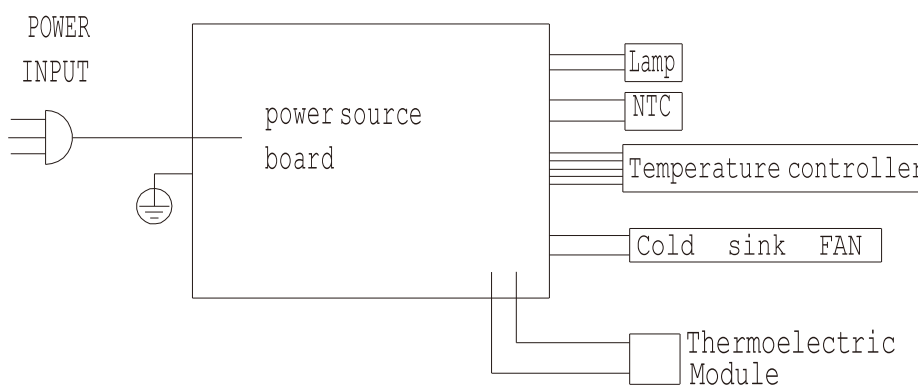 POWER
INPUT
power source
board
Lamp
NTC
Temperature controller
Cold sink FAN
Thermoelectric
Module